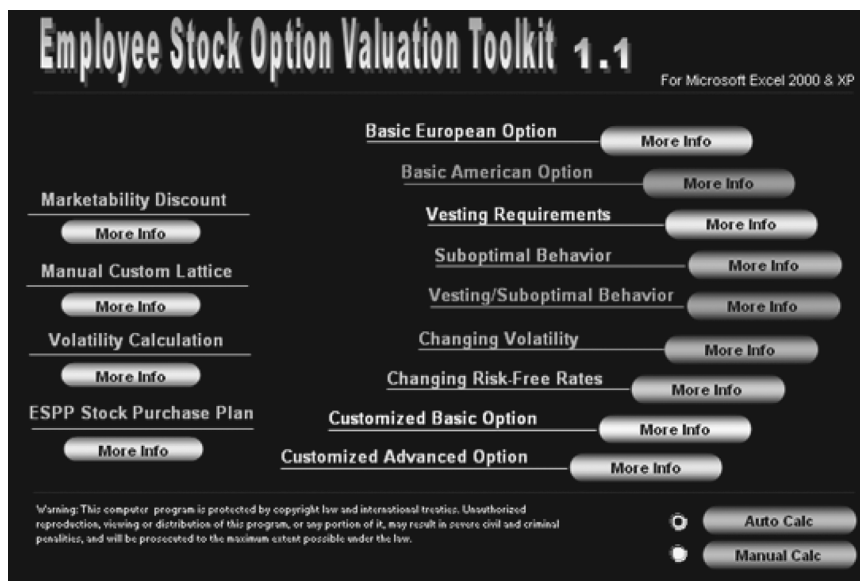 Employee Stock Option Valuation Toolkit 1.1
For Microsoft Excel 2000 & XP
Marketability Discount
More Info
Manual Custom Lattice
More Info
Volatility Calculation
More Info
ESPP Stock Purchase Plan
More Info
Basic European Option
More Info
Basic American Option
More Info
Vesting Requirements
More Info
Suboptimal Behavior
More Info
Vesting/Suboptimal Behavior
More Info
Changing Volatility
More Info
Changing Risk-Free Rates
More Info
Customized Basic Option
More Info
Customized Advanced Option
More Info
Warning: This computer program is protected by copyright law and international treaties. Unauthorized
reproduction, viewing or distribution of this program, or any portion of it, may result in severe civil and criminal
penalities, and will be prosecuted to the maximum extent possible under the law.
Auto Calc
Manual Calc